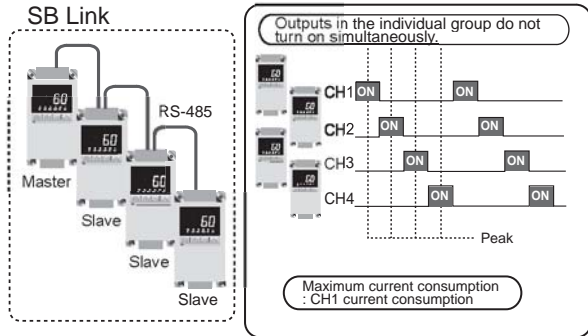 SB Link
RS-485
Master
Slave
Slave
Slave
Outputs in the individual group do not
turn on simultaneously.
CH1
ON
ON
CH2
ON
ON
CH3
ON
ON
CH4
ON
ON
Peak
Maximum current consumption
: CH1 current consumption